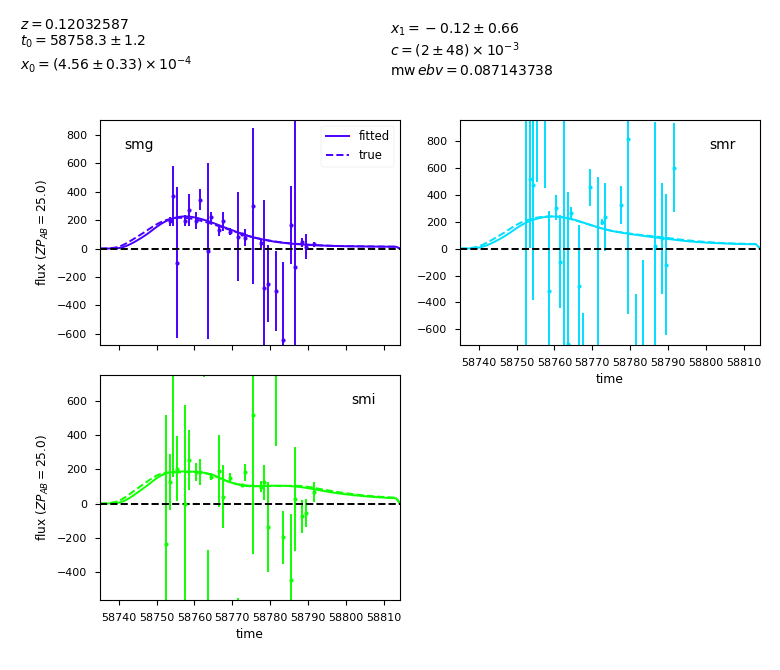 z = 0.12032587
t₀ = 58758.3 ± 1.2
x₀ = (4.56 ± 0.33) × 10⁻⁴
x₁ = −0.12 ± 0.66
c = (2 ± 48) × 10⁻³
mw ebv = 0.087143738
smg
fitted
true
800
600
400
200
0
−200
−400
−600
flux (ZP_AB = 25.0)
smr
800
600
400
200
0
−200
−400
−600
58740 58750 58760 58770 58780 58790 58800 58810
time
smi
600
400
200
0
−200
−400
flux (ZP_AB = 25.0)
58740 58750 58760 58770 58780 58790 58800 58810
time